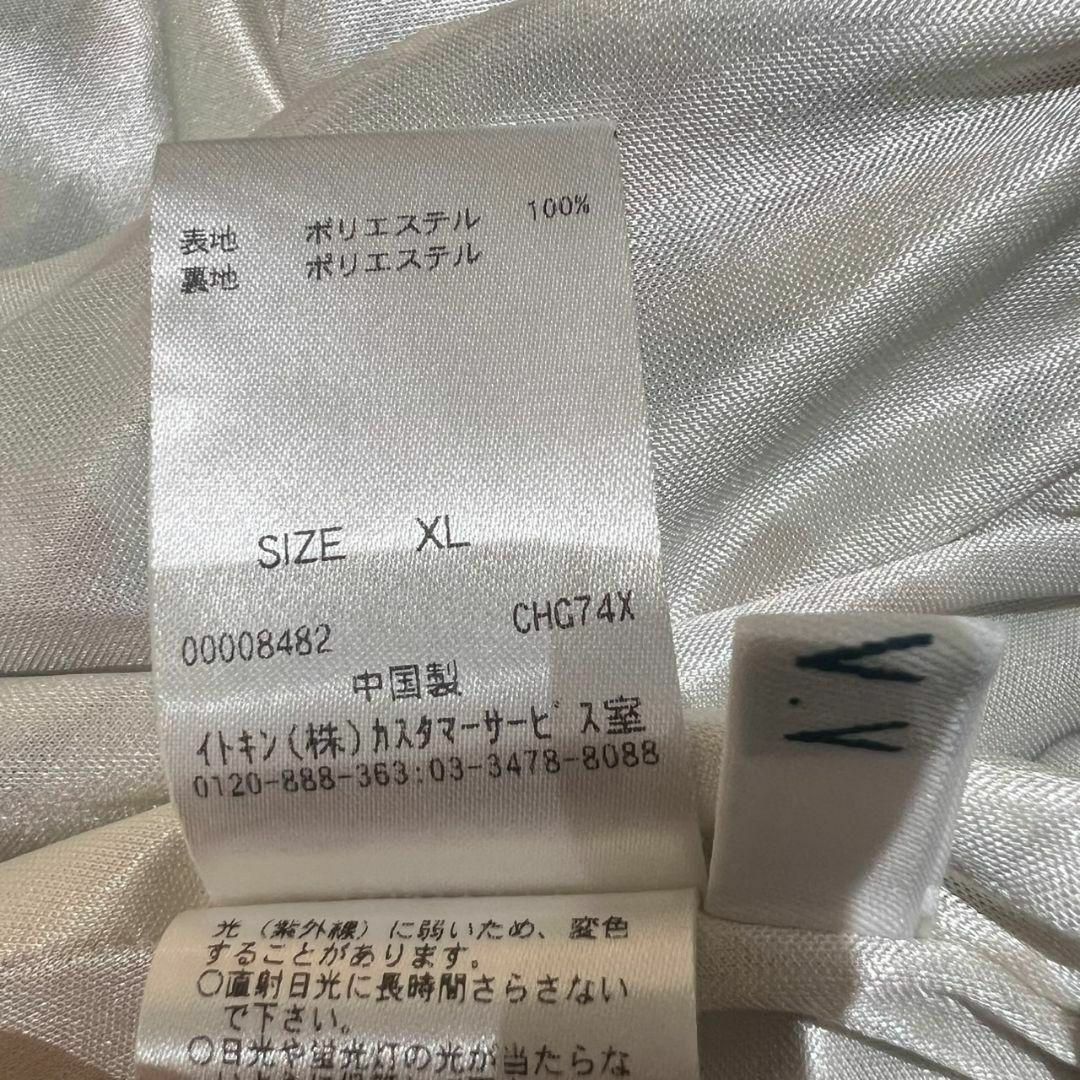 表地 ポリエステル 100%
裏地 ポリエステル
SIZE XL
00008482 CHG74X
中国製
イトキン(株)カスタマーサービス室
0120-888-363:03-3478-8088
V.V
光（紫外線）に弱いため、変色
することがあります。
○直射日光に長時間さらさない
で下さい。
○日光や蛍光灯の光が当たらな